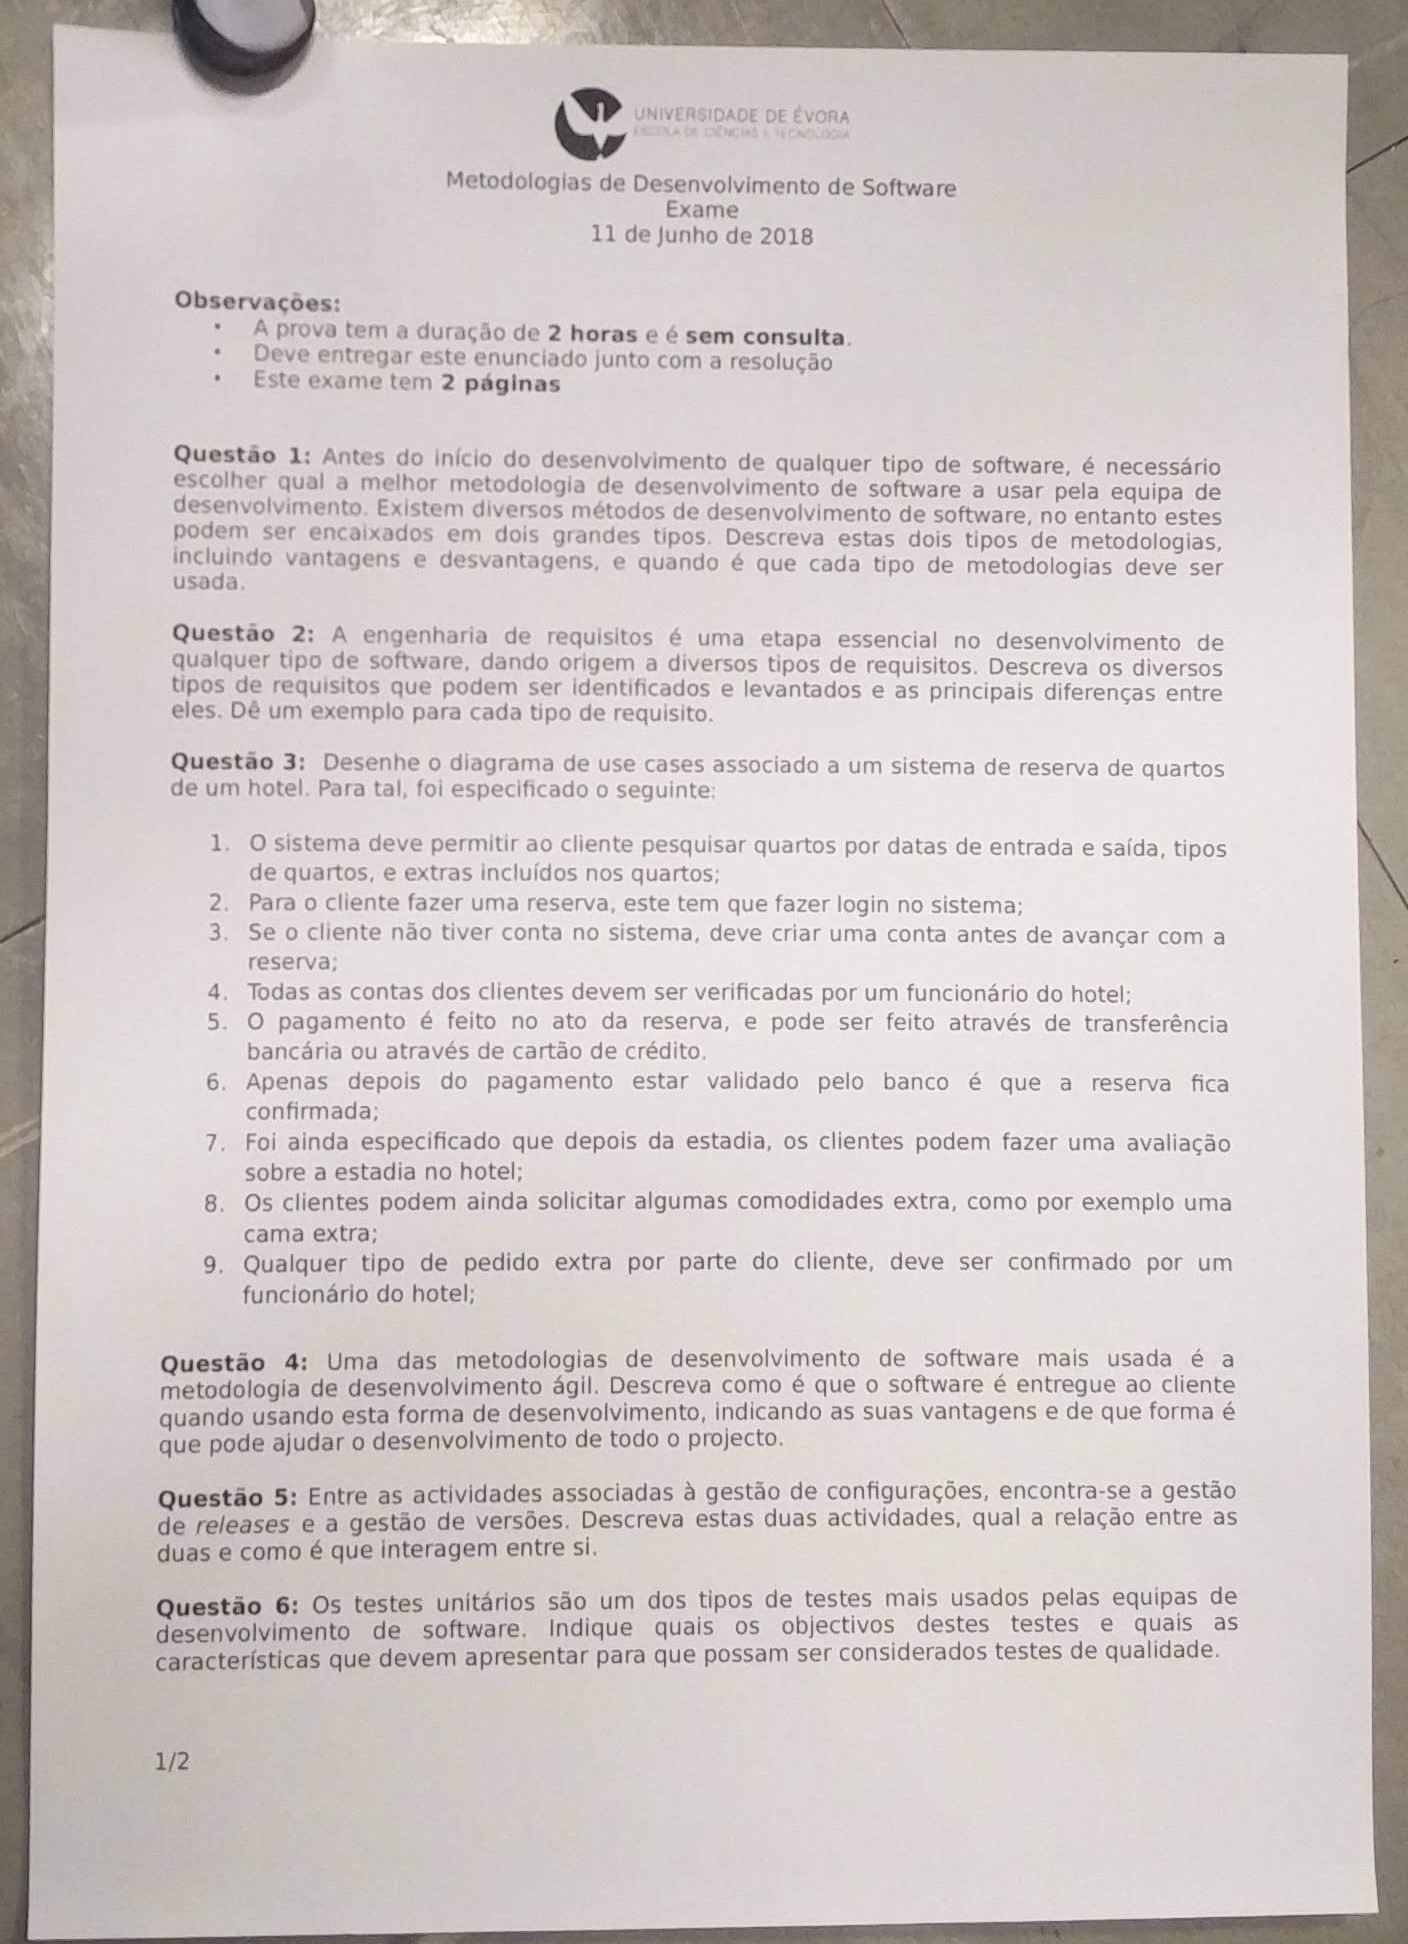 UNIVERSIDADE DE ÉVORA
ESCOLA DE CIÊNCIAS E TECNOLOGIA
Metodologias de Desenvolvimento de Software
Exame
11 de Junho de 2018
Observações:
• A prova tem a duração de 2 horas e é sem consulta.
• Deve entregar este enunciado junto com a resolução
• Este exame tem 2 páginas
Questão 1: Antes do início do desenvolvimento de qualquer tipo de software, é necessário
escolher qual a melhor metodologia de desenvolvimento de software a usar pela equipa de
desenvolvimento. Existem diversos métodos de desenvolvimento de software, no entanto estes
podem ser encaixados em dois grandes tipos. Descreva estas dois tipos de metodologias,
incluindo vantagens e desvantagens, e quando é que cada tipo de metodologias deve ser
usada.
Questão 2: A engenharia de requisitos é uma etapa essencial no desenvolvimento de
qualquer tipo de software, dando origem a diversos tipos de requisitos. Descreva os diversos
tipos de requisitos que podem ser identificados e levantados e as principais diferenças entre
eles. Dê um exemplo para cada tipo de requisito.
Questão 3: Desenhe o diagrama de use cases associado a um sistema de reserva de quartos
de um hotel. Para tal, foi especificado o seguinte:
1. O sistema deve permitir ao cliente pesquisar quartos por datas de entrada e saída, tipos
de quartos, e extras incluídos nos quartos;
2. Para o cliente fazer uma reserva, este tem que fazer login no sistema;
3. Se o cliente não tiver conta no sistema, deve criar uma conta antes de avançar com a
reserva;
4. Todas as contas dos clientes devem ser verificadas por um funcionário do hotel;
5. O pagamento é feito no ato da reserva, e pode ser feito através de transferência
bancária ou através de cartão de crédito.
6. Apenas depois do pagamento estar validado pelo banco é que a reserva fica
confirmada;
7. Foi ainda especificado que depois da estadia, os clientes podem fazer uma avaliação
sobre a estadia no hotel;
8. Os clientes podem ainda solicitar algumas comodidades extra, como por exemplo uma
cama extra;
9. Qualquer tipo de pedido extra por parte do cliente, deve ser confirmado por um
funcionário do hotel;
Questão 4: Uma das metodologias de desenvolvimento de software mais usada é a
metodologia de desenvolvimento ágil. Descreva como é que o software é entregue ao cliente
quando usando esta forma de desenvolvimento, indicando as suas vantagens e de que forma é
que pode ajudar o desenvolvimento de todo o projecto.
Questão 5: Entre as actividades associadas à gestão de configurações, encontra-se a gestão
de releases e a gestão de versões. Descreva estas duas actividades, qual a relação entre as
duas e como é que interagem entre si.
Questão 6: Os testes unitários são um dos tipos de testes mais usados pelas equipas de
desenvolvimento de software. Indique quais os objectivos destes testes e quais as
características que devem apresentar para que possam ser considerados testes de qualidade.
1/2